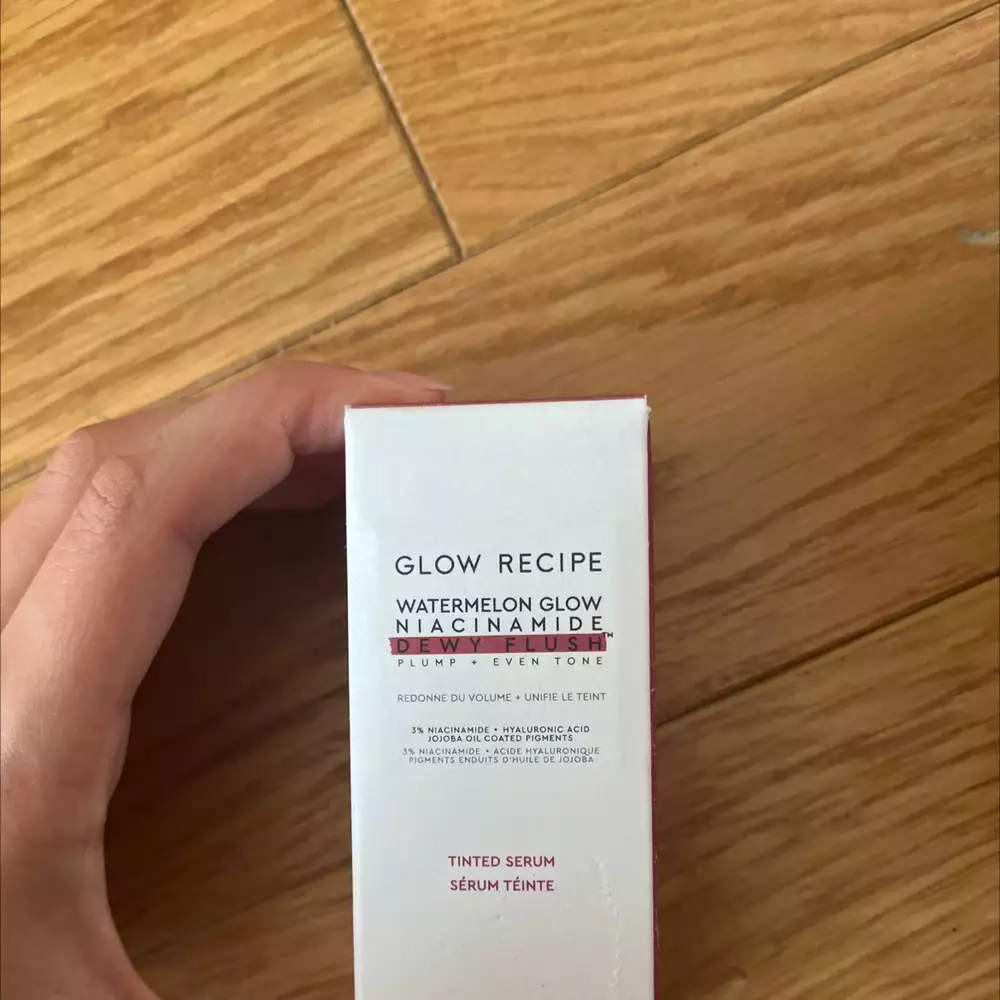 GLOW RECIPE
WATERMELON GLOW
NIACINAMIDE
DEWY FLUSH™
PLUMP + EVEN TONE
REDONNE DU VOLUME + UNIFIE LE TEINT
3% NIACINAMIDE • HYALURONIC ACID
JOJOBA OIL COATED PIGMENTS
3% NIACINAMIDE • ACIDE HYALURONIQUE
PIGMENTS ENDUITS D'HUILE DE JOJOBA
TINTED SERUM
SÉRUM TÉINTE